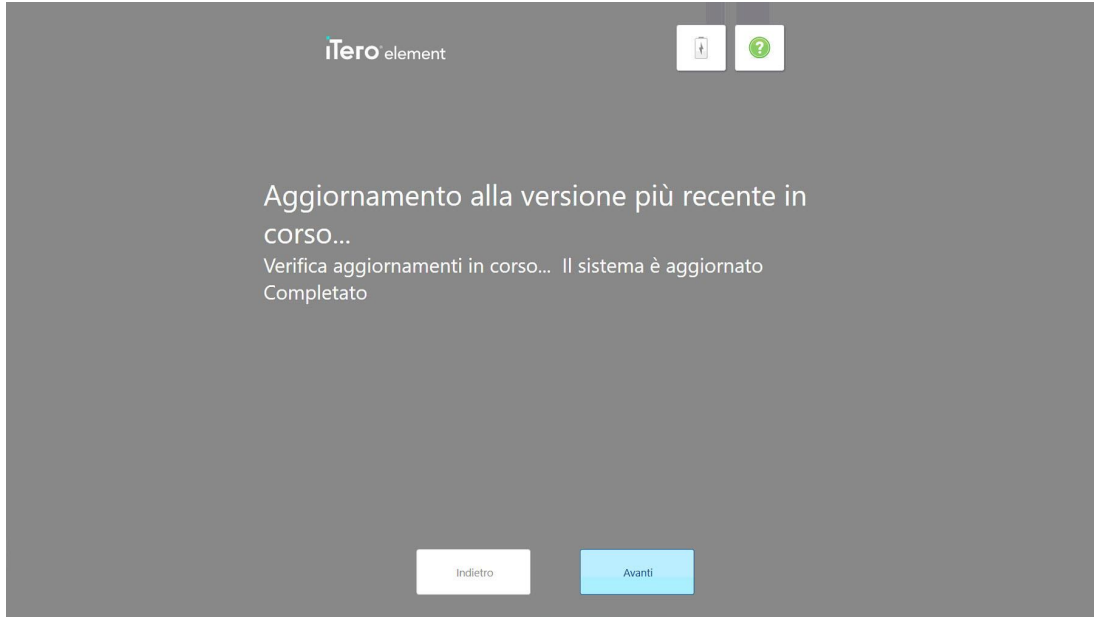 iTero element
?
Aggiornamento alla versione più recente in
corso...
Verifica aggiornamenti in corso... Il sistema è aggiornato
Completato
Indietro
Avanti